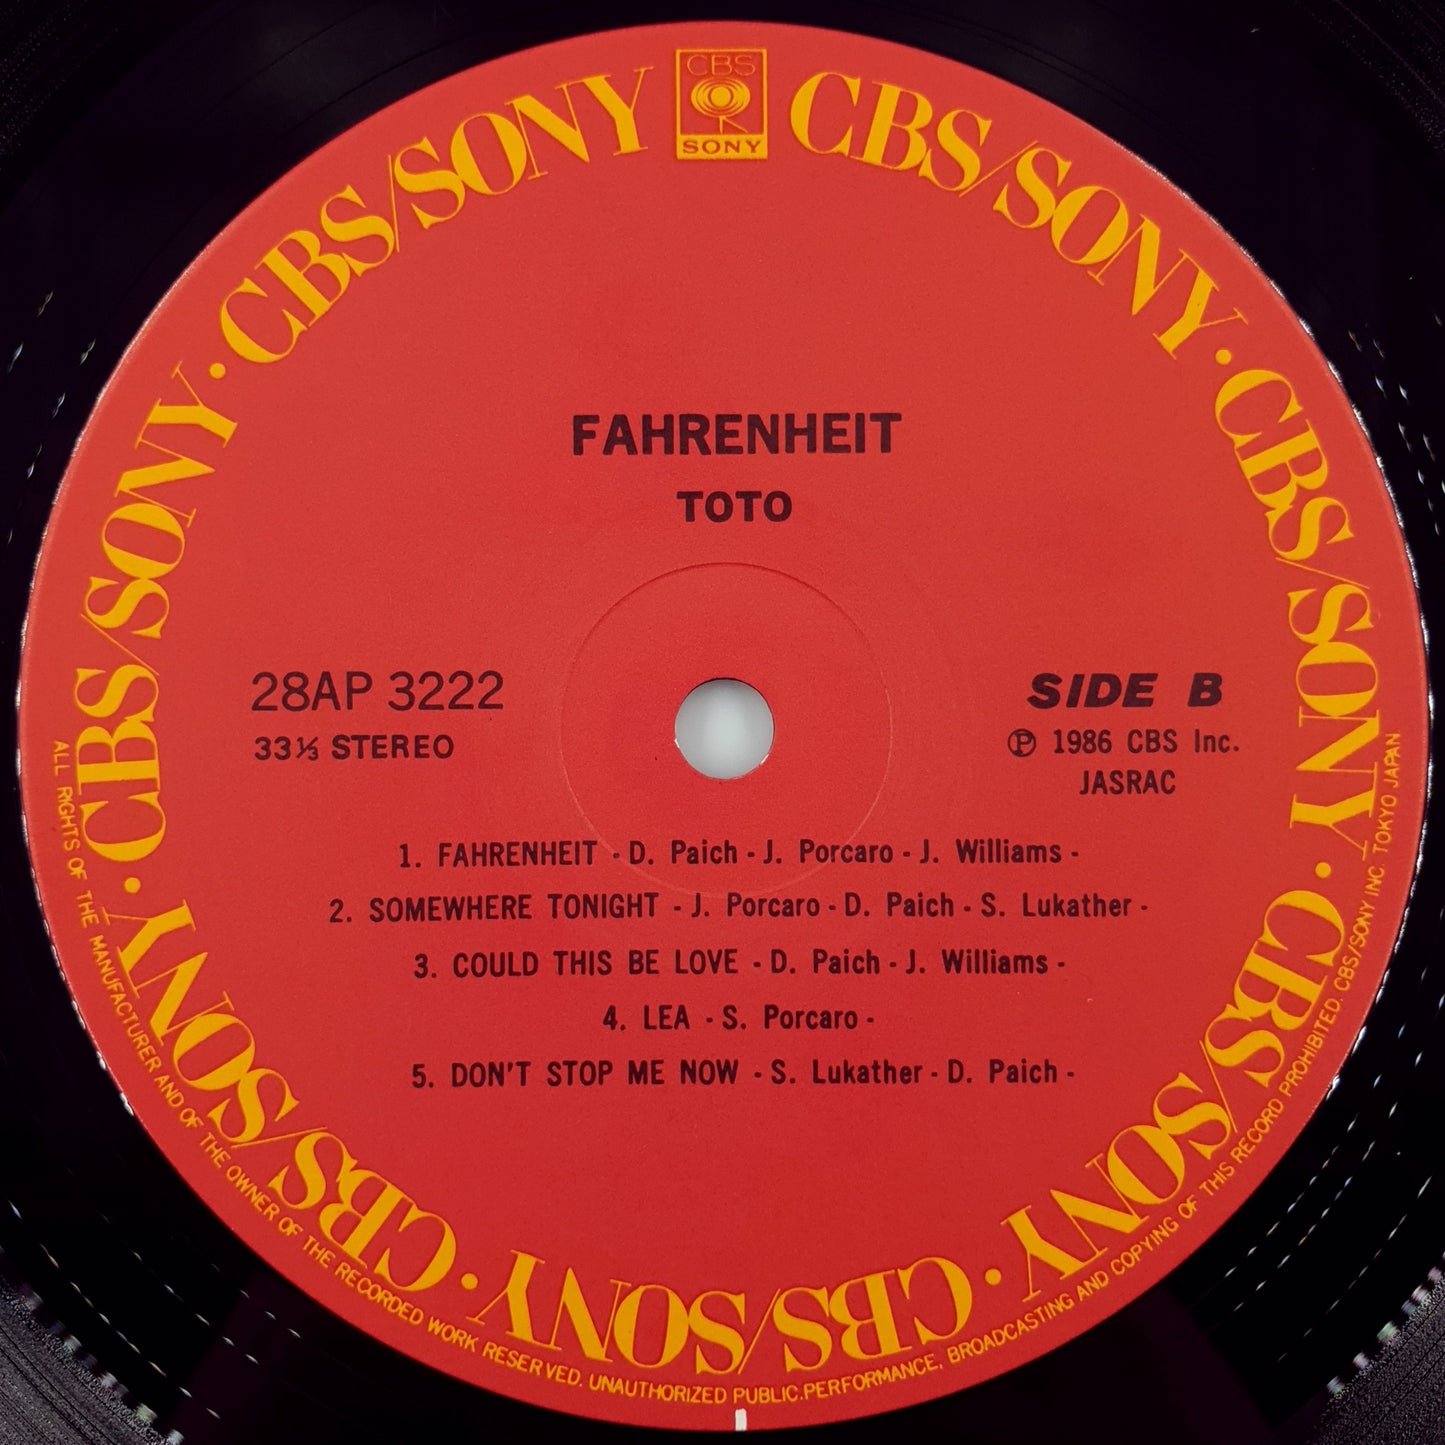 CBS
SONY
CBS/SONY · CBS/SONY · CBS/SONY · CBS/SONY · CBS/SONY · CBS/SONY · CBS/SONY
FAHRENHEIT
TOTO
28AP 3222
33⅓ STEREO
SIDE B
Ⓟ 1986 CBS Inc.
JASRAC
1. FAHRENHEIT - D. Paich - J. Porcaro - J. Williams -
2. SOMEWHERE TONIGHT - J. Porcaro - D. Paich - S. Lukather -
3. COULD THIS BE LOVE - D. Paich - J. Williams -
4. LEA - S. Porcaro -
5. DON'T STOP ME NOW - S. Lukather - D. Paich -
ALL RIGHTS OF THE MANUFACTURER AND OF THE OWNER OF THE RECORDED WORK RESERVED. UNAUTHORIZED PUBLIC.PERFORMANCE, BROADCASTING AND COPYING OF THIS RECORD PROHIBITED. CBS/SONY INC. TOKYO JAPAN